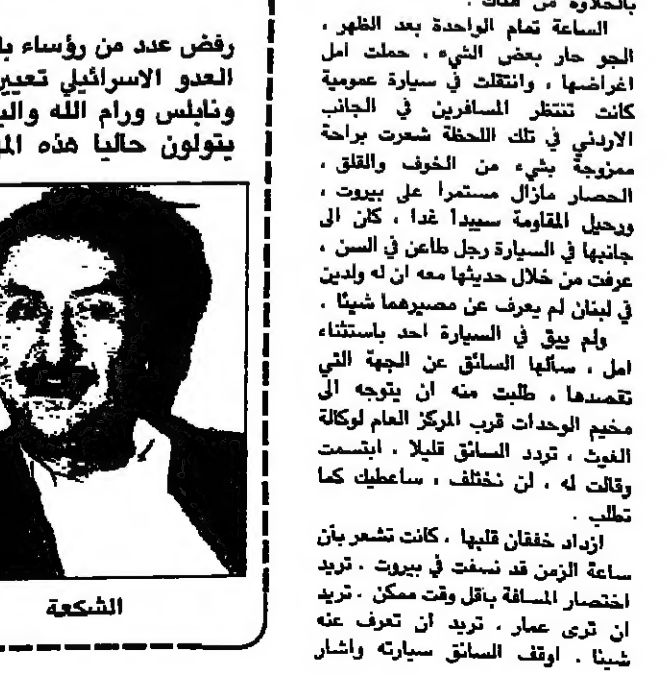 بالحلاوة من هناك .
الساعة تمام الواحدة بعد الظهر ،
الجو حار بعض الشيء ، حملت امل
اغراضها ، وانتقلت في سيارة عمومية
كانت تنتظر المسافرين في الجانب
الاردني في تلك اللحظة شعرت براحة
ممزوجة بشيء من الخوف والقلق ،
الحصار مازال مستمرا على بيروت ،
ورحيل المقاومة سيبدا غدا ، كان الى
جانبها في السيارة رجل طاعن في السن ،
عرفت من خلال حديثها معه ان له ولدين
في لبنان لم يعرف عن مصيرهما شيئا .
ولم يبق في السيارة احد باستثناء
امل ، سألها السائق عن الجهة التي
تقصدها ، طلبت منه ان يتوجه الى
مخيم الوحدات قرب المركز العام لوكالة
الغوث ، تردد السائق قليلا . ابتسمت
وقالت له ، لن نختلف ، ساعطيك كما
تطلب .
ازداد خفقان قلبها ، كانت تشعر بأن
ساعة الزمن قد نسفت في بيروت . تريد
اختصار المسافة بأقل وقت ممكن . تريد
ان ترى عمار . تريد ان تعرف عنه
شيئا . اوقف السائق سيارته واشار
رفض عدد من رؤساء
العدو الاسرائيلي
ونابلس ورام الله
يتولون حاليا هذه
الشكعة